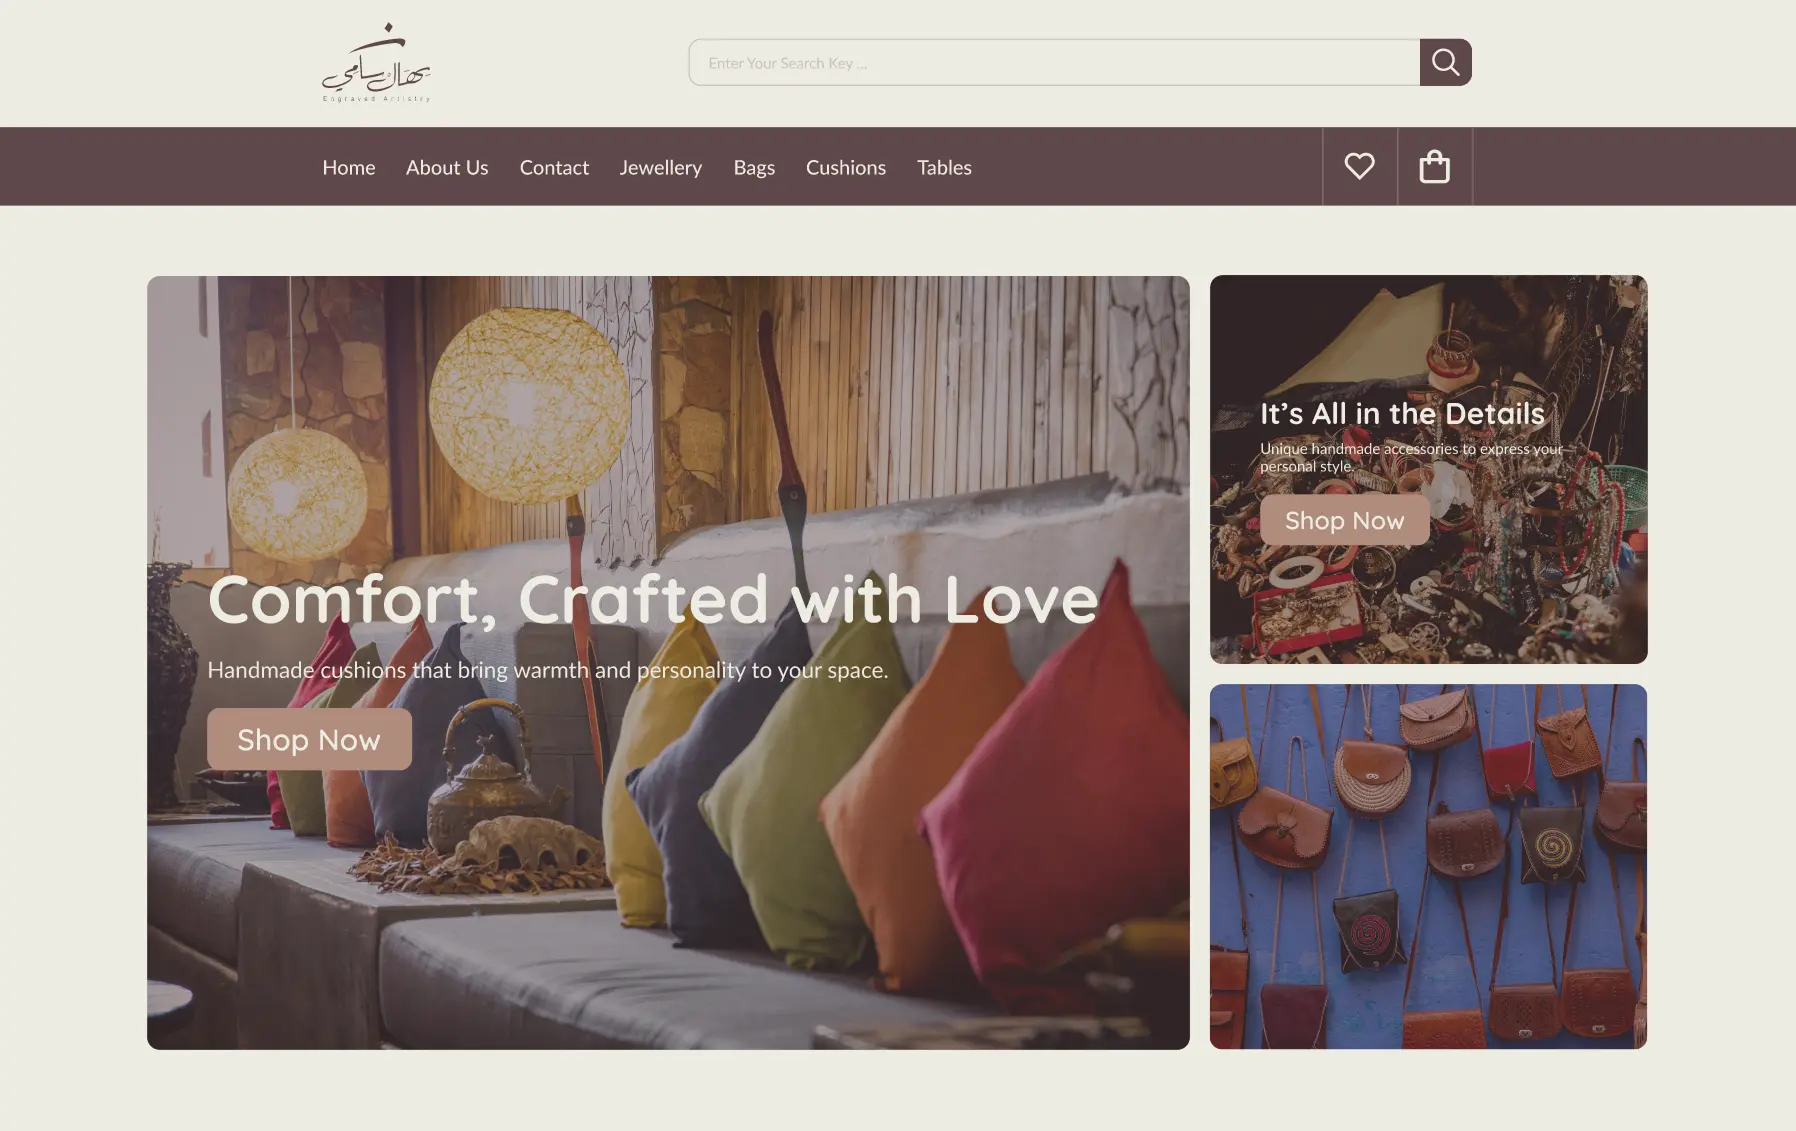 Engraved Artistry
Enter Your Search Key ...
Home About Us Contact Jewellery Bags Cushions Tables
Comfort, Crafted with Love
Handmade cushions that bring warmth and personality to your space.
Shop Now
It’s All in the Details
Unique handmade accessories to express your
personal style.
Shop Now